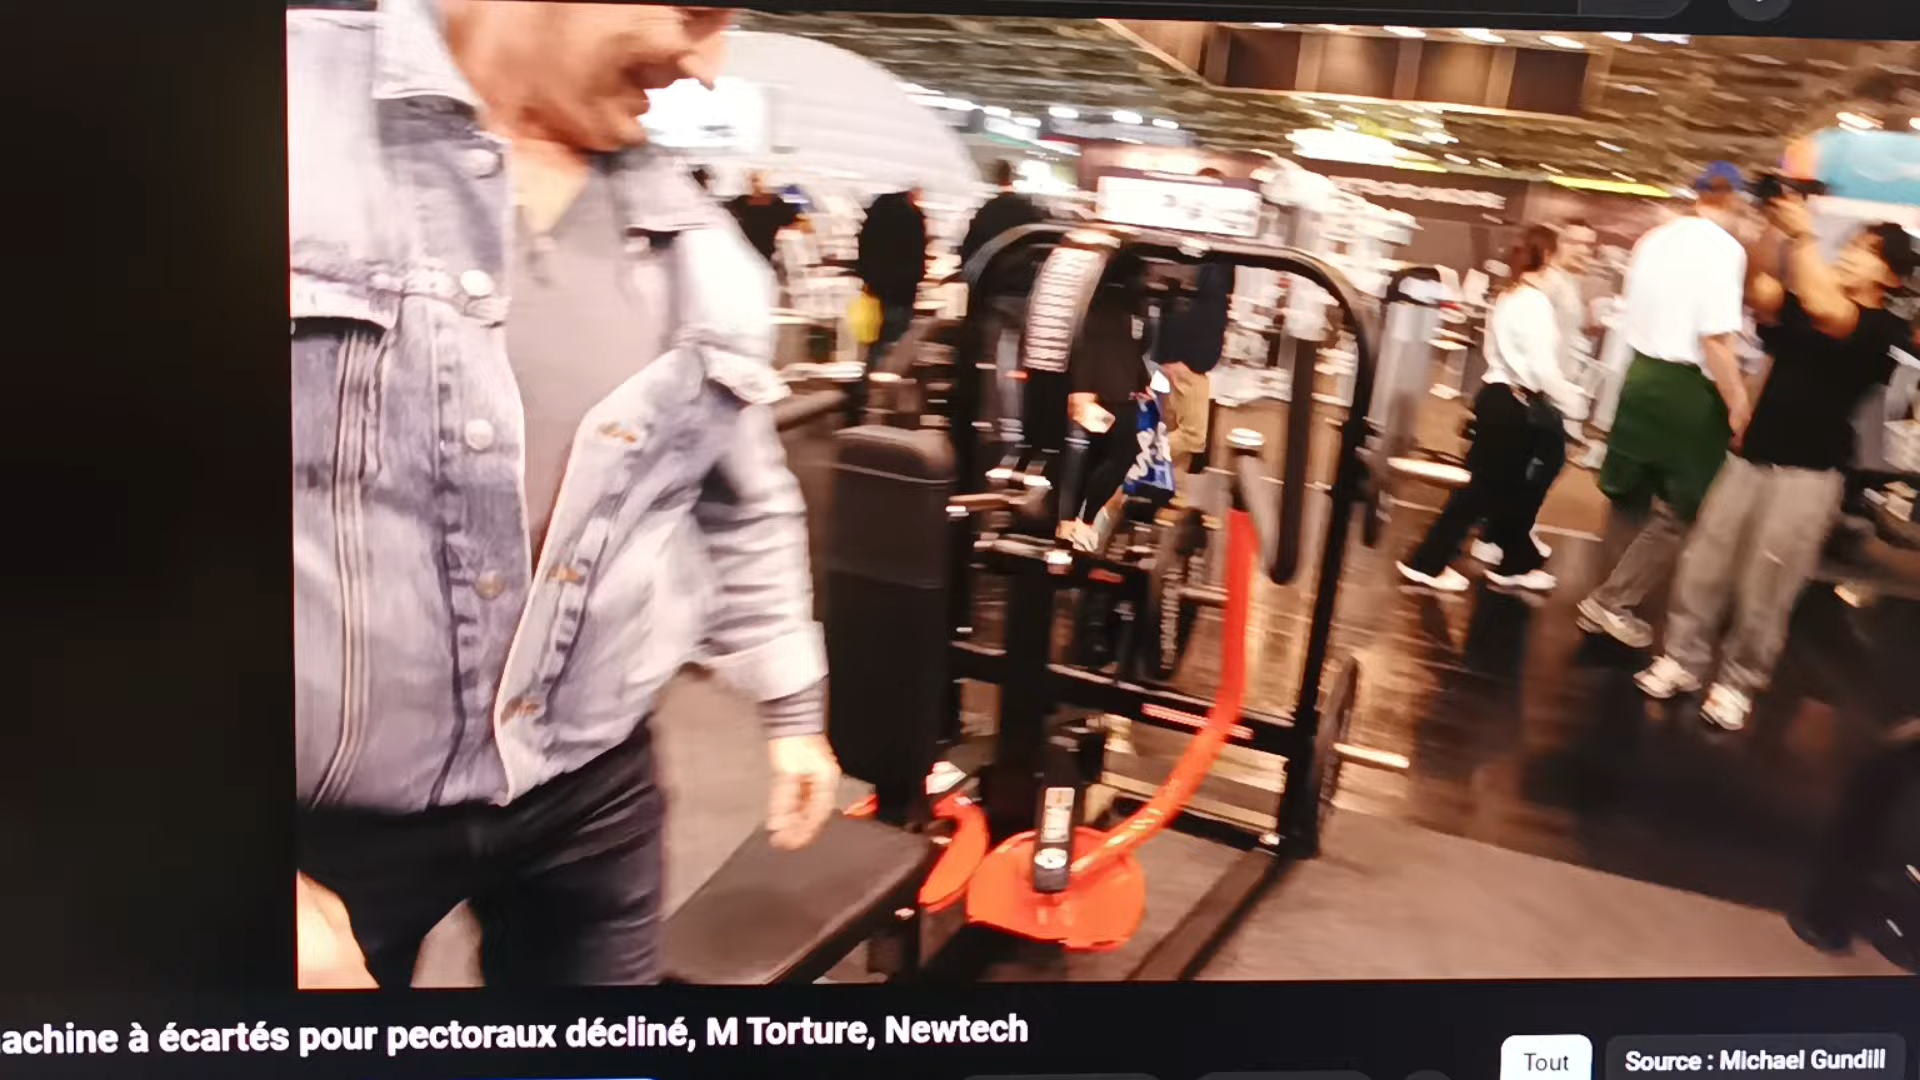 achine à écartés pour pectoraux décliné, M Torture, Newtech
Tout
Source : Michael Gundill